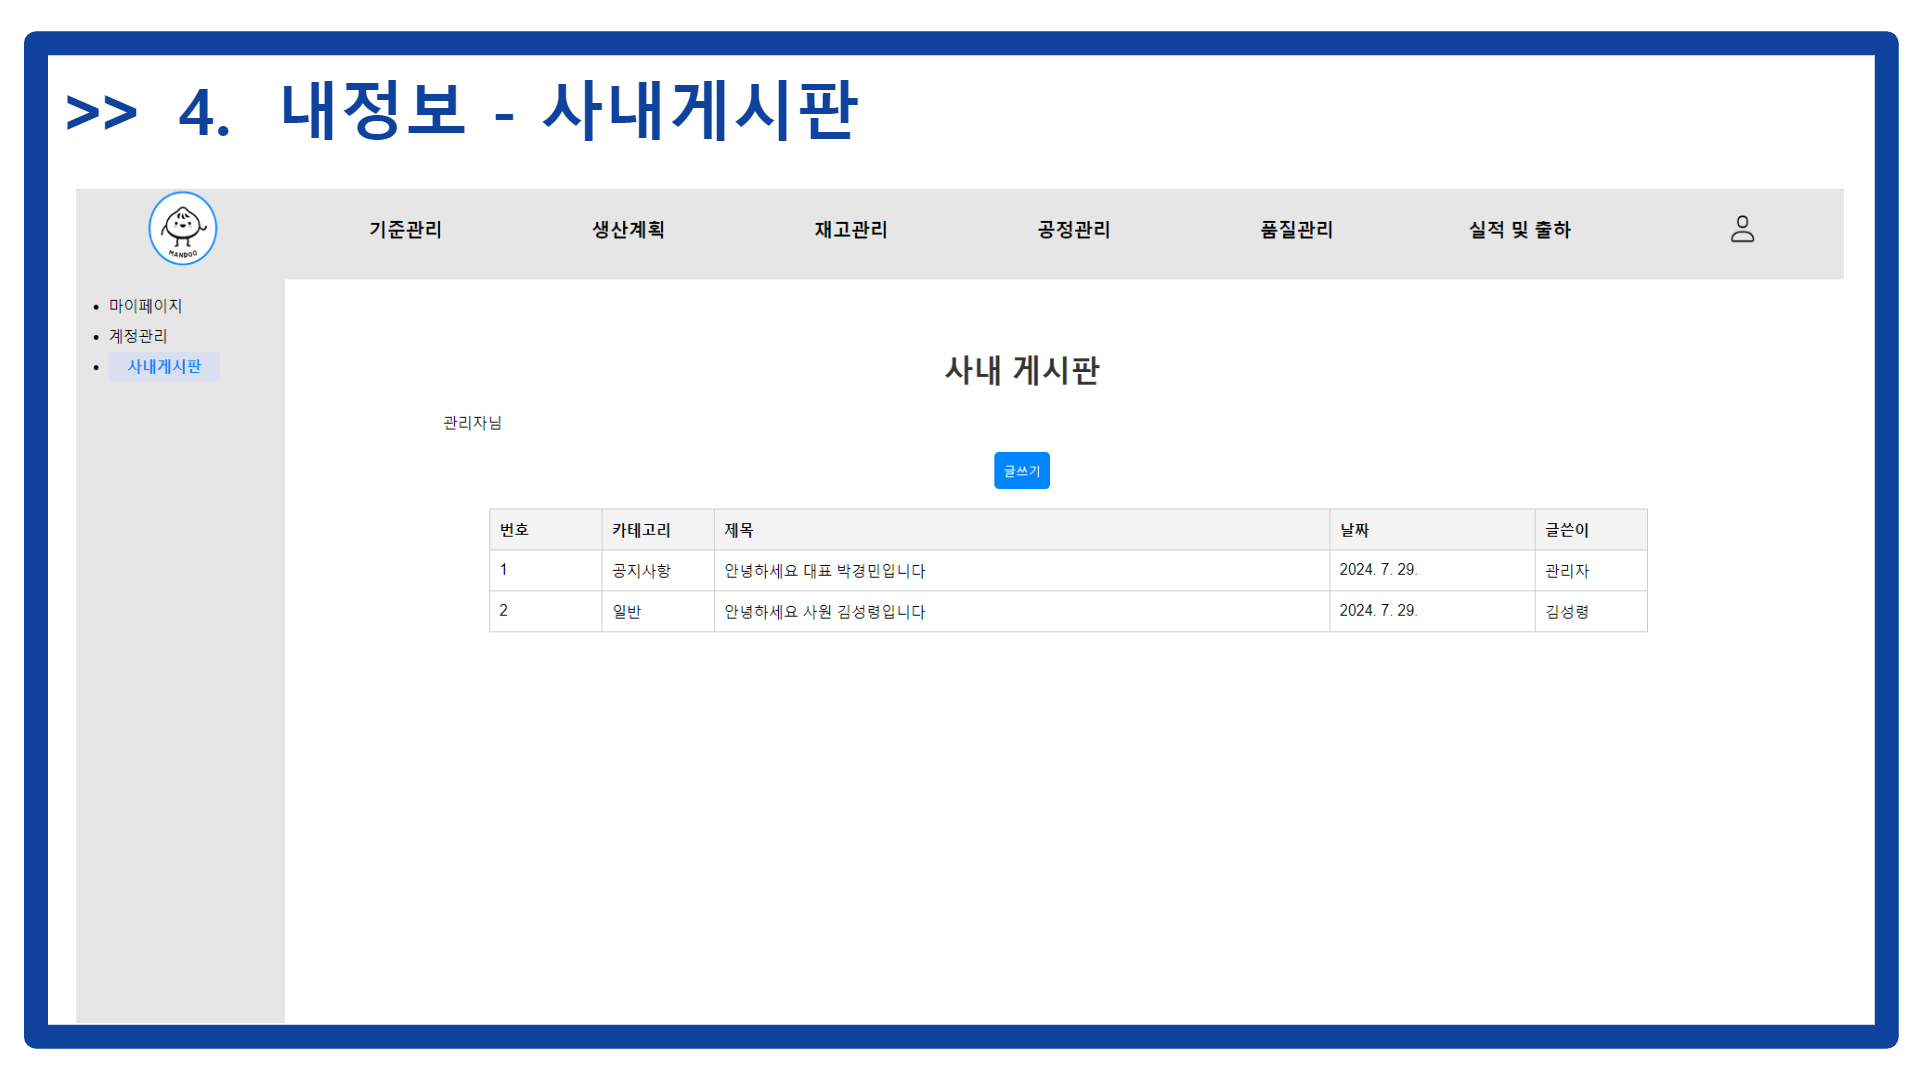 >> 4. 내정보 - 사내게시판
MANDOO
기준관리 생산계획 재고관리 공정관리 품질관리 실적 및 출하
마이페이지
계정관리
사내게시판
사내 게시판
관리자님
글쓰기
번호 카테고리 제목 날짜 글쓴이
1 공지사항 안녕하세요 대표 박경민입니다 2024. 7. 29. 관리자
2 일반 안녕하세요 사원 김성령입니다 2024. 7. 29. 김성령